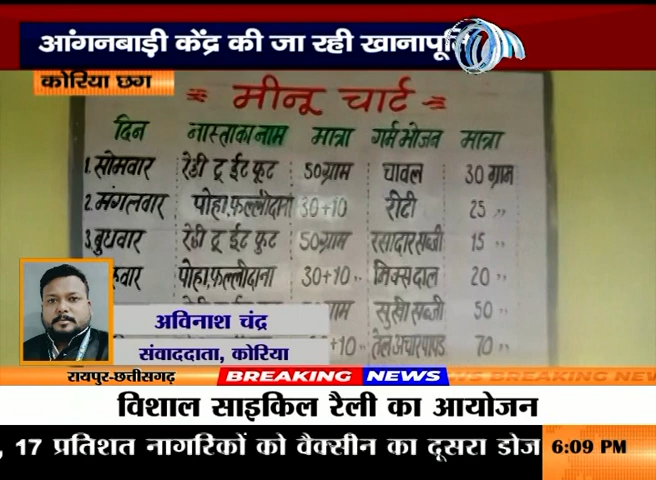 आंगनबाड़ी केंद्र की जा रही खानापूर्ति
कोरिया छग
मीनू चार्ट
दिन नास्ता का नाम मात्रा गर्म भोजन मात्रा
1. सोमवार रेडी टू ईट फूट 50 ग्राम चावल 30 ग्राम
2. मंगलवार पोहा, फल्लीदाना 30+10 रोटी 25 ,,
3. बुधवार रेडी टू ईट फुट 50 ग्राम रसादार सब्जी 15 ,,
पोहा, फल्लीदाना 30+10 ,, मिक्स दाल 20 ,,
सुखी सब्जी 50 ,,
तेल अचार पापड 70 ,,
अविनाश चंद्र
संवाददाता, कोरिया
रायपुर-छत्तीसगढ़ BREAKING NEWS
विशाल साइकिल रैली का आयोजन
, 17 प्रतिशत नागरिकों को वैक्सीन का दूसरा डोज 6:09 PM